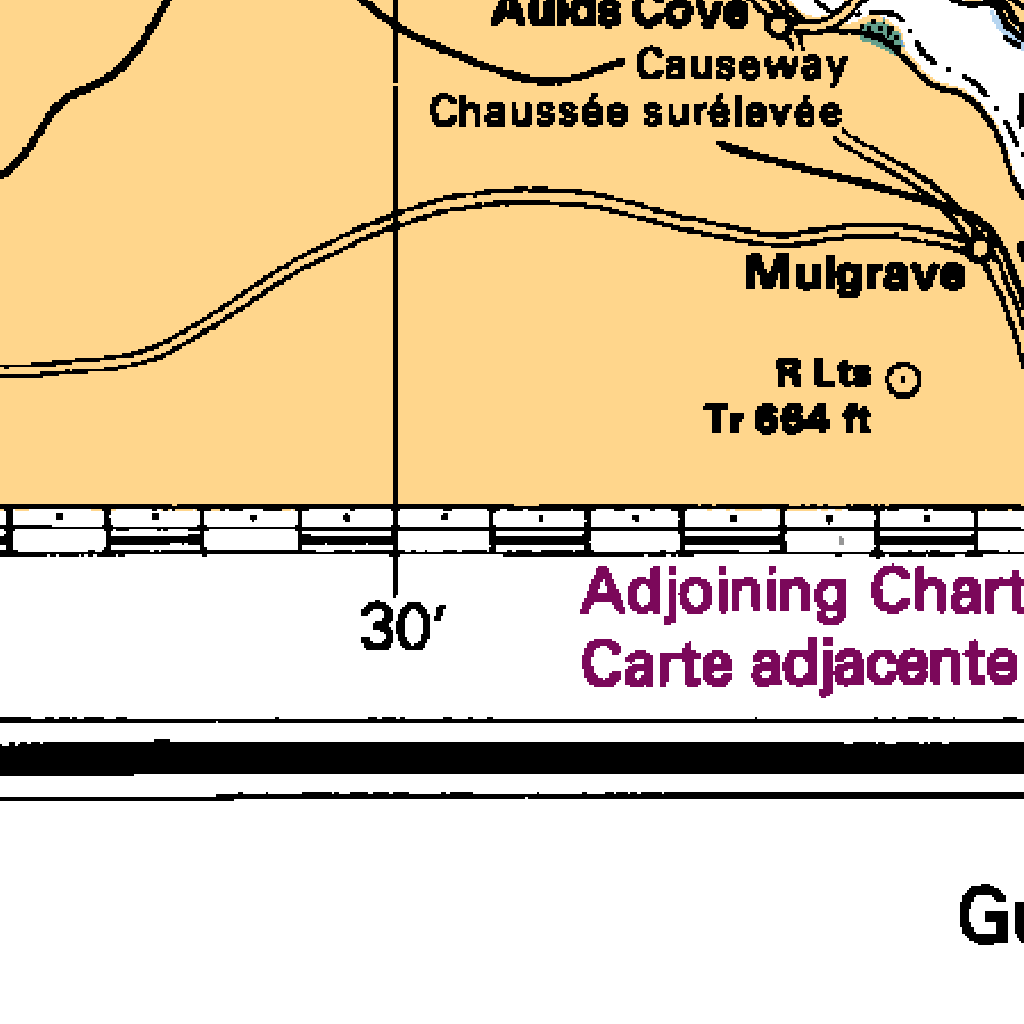 Aulds Cove
Causeway
Chaussée surélevée
Mulgrave
R Lts
Tr 664 ft
30′
Adjoining Chart
Carte adjacente